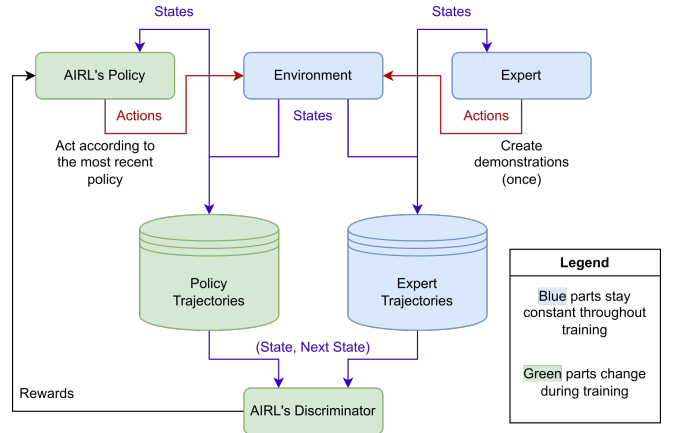 States
States
AIRL's Policy
Environment
Expert
Actions
States
Actions
Act according to
the most recent
policy
Create
demonstrations
(once)
Policy
Trajectories
Expert
Trajectories
Legend
Blue parts stay
constant throughout
training
Green parts change
during training
(State, Next State)
Rewards
AIRL's Discriminator